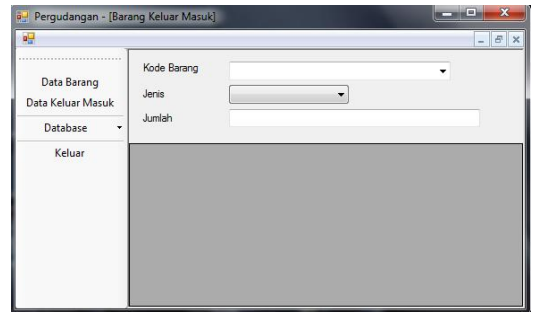 Pergudangan - [Barang Keluar Masuk]
Data Barang
Data Keluar Masuk
Database
Keluar
Kode Barang
Jenis
Jumlah